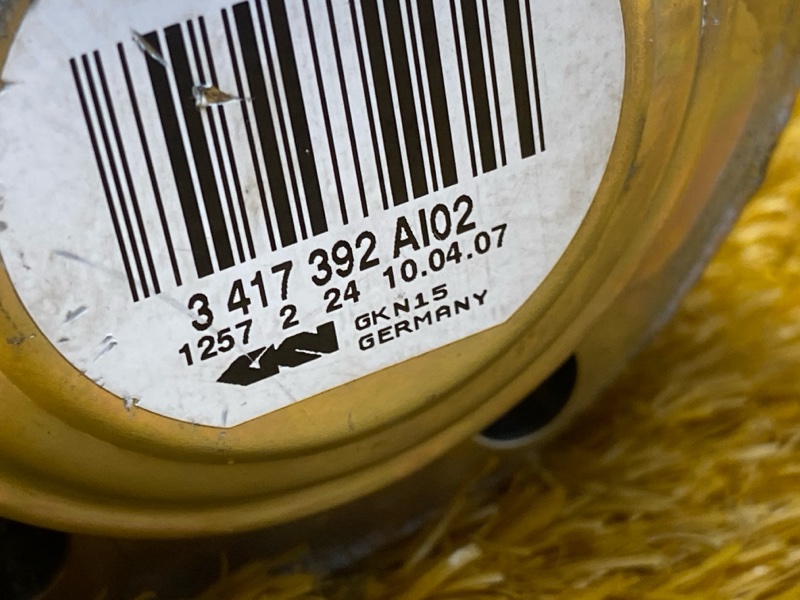 3 417 392 AI02
1257 2 24 10.04.07
GKN GKN15
GERMANY